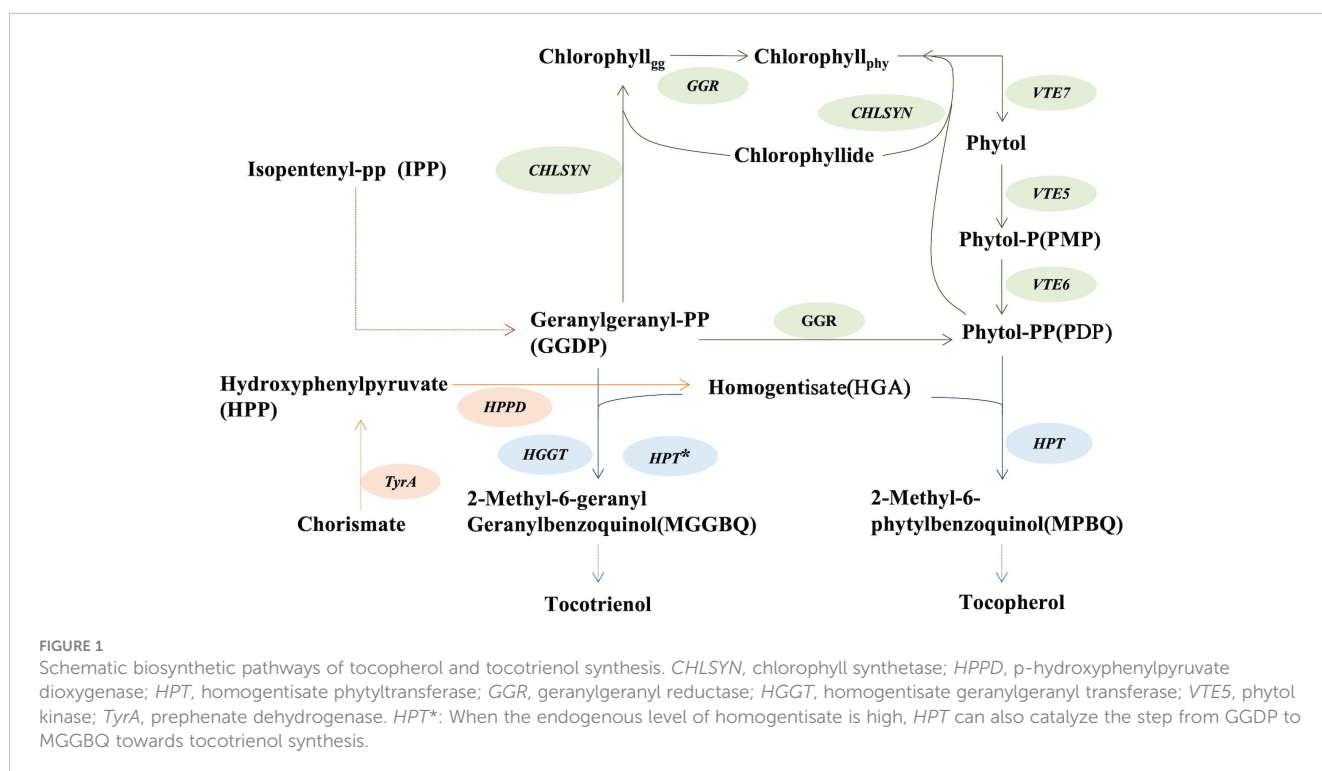 Chlorophyllgg
Chlorophyllphy
GGR
VTE7
CHLSYN
Phytol
Chlorophyllide
Isopentenyl-pp (IPP)
CHLSYN
VTE5
Phytol-P(PMP)
VTE6
Geranylgeranyl-PP
(GGDP)
GGR
Phytol-PP(PDP)
Hydroxyphenylpyruvate
(HPP)
Homogentisate(HGA)
HPPD
HGGT
HPT*
HPT
TyrA
2-Methyl-6-geranyl
Geranylbenzoquinol(MGGBQ)
2-Methyl-6-
phytylbenzoquinol(MPBQ)
Chorismate
Tocotrienol
Tocopherol
FIGURE 1
Schematic biosynthetic pathways of tocopherol and tocotrienol synthesis. CHLSYN, chlorophyll synthetase; HPPD, p-hydroxyphenylpyruvate
dioxygenase; HPT, homogentisate phytyltransferase; GGR, geranylgeranyl reductase; HGGT, homogentisate geranylgeranyl transferase; VTE5, phytol
kinase; TyrA, prephenate dehydrogenase. HPT*: When the endogenous level of homogentisate is high, HPT can also catalyze the step from GGDP to
MGGBQ towards tocotrienol synthesis.